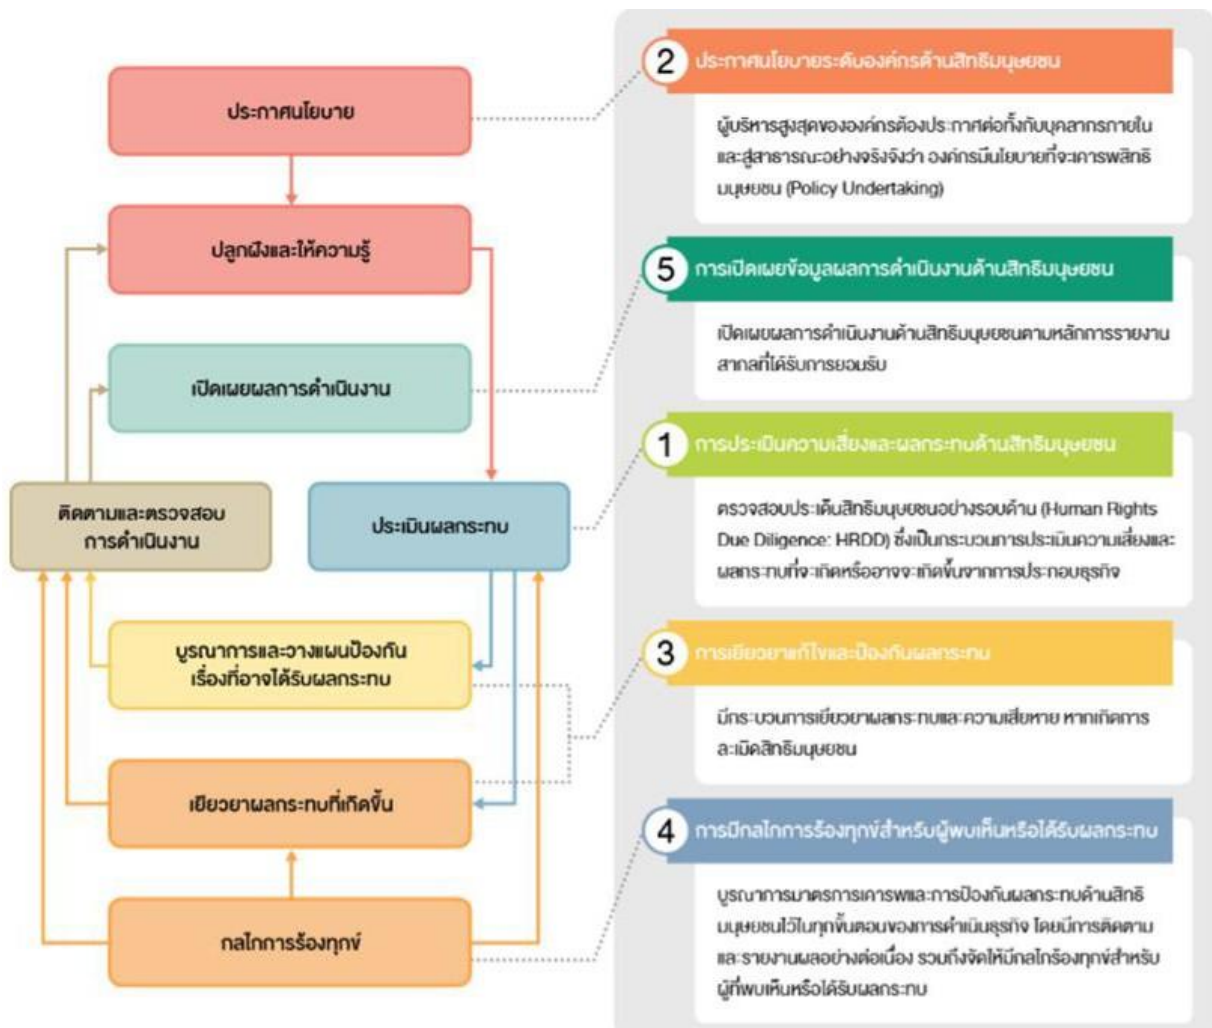 ประกาศนโยบาย
ปลูกฝังและให้ความรู้
เปิดเผยผลการดำเนินงาน
ติดตามและตรวจสอบ
การดำเนินงาน
ประเมินผลกระทบ
บูรณาการและวางแผนป้องกัน
เรื่องที่อาจได้รับผลกระทบ
เยียวยาผลกระทบที่เกิดขึ้น
กลไกการร้องทุกข์
2 ประกาศนโยบายระดับองค์กรด้านสิทธิมนุษยชน
ผู้บริหารสูงสุดขององค์กรต้องประกาศต่อทั้งกับบุคลากรภายใน
และสู่สาธารณะอย่างจริงจังว่า องค์กรมีนโยบายที่จะเคารพสิทธิ
มนุษยชน (Policy Undertaking)
5 การเปิดเผยข้อมูลผลการดำเนินงานด้านสิทธิมนุษยชน
เปิดเผยผลการดำเนินงานด้านสิทธิมนุษยชนตามหลักการรายงาน
สากลที่ได้รับการยอมรับ
1 การประเมินความเสี่ยงและผลกระทบด้านสิทธิมนุษยชน
ตรวจสอบประเด็นสิทธิมนุษยชนอย่างรอบด้าน (Human Rights
Due Diligence: HRDD) ซึ่งเป็นกระบวนการประเมินความเสี่ยงและ
ผลกระทบที่จะเกิดหรืออาจจะเกิดขึ้นจากการประกอบธุรกิจ
3 การเยียวยาแก้ไขและป้องกันผลกระทบ
มีกระบวนการเยียวยาผลกระทบและความเสียหาย หากเกิดการ
ละเมิดสิทธิมนุษยชน
4 การมีกลไกการร้องทุกข์สำหรับผู้พบเห็นหรือได้รับผลกระทบ
บูรณาการมาตรการเคารพและการป้องกันผลกระทบด้านสิทธิ
มนุษยชนไว้ในทุกขั้นตอนของการดำเนินธุรกิจ โดยมีการติดตาม
และรายงานผลอย่างต่อเนื่อง รวมถึงจัดให้มีกลไกร้องทุกข์สำหรับ
ผู้ที่พบเห็นหรือได้รับผลกระทบ